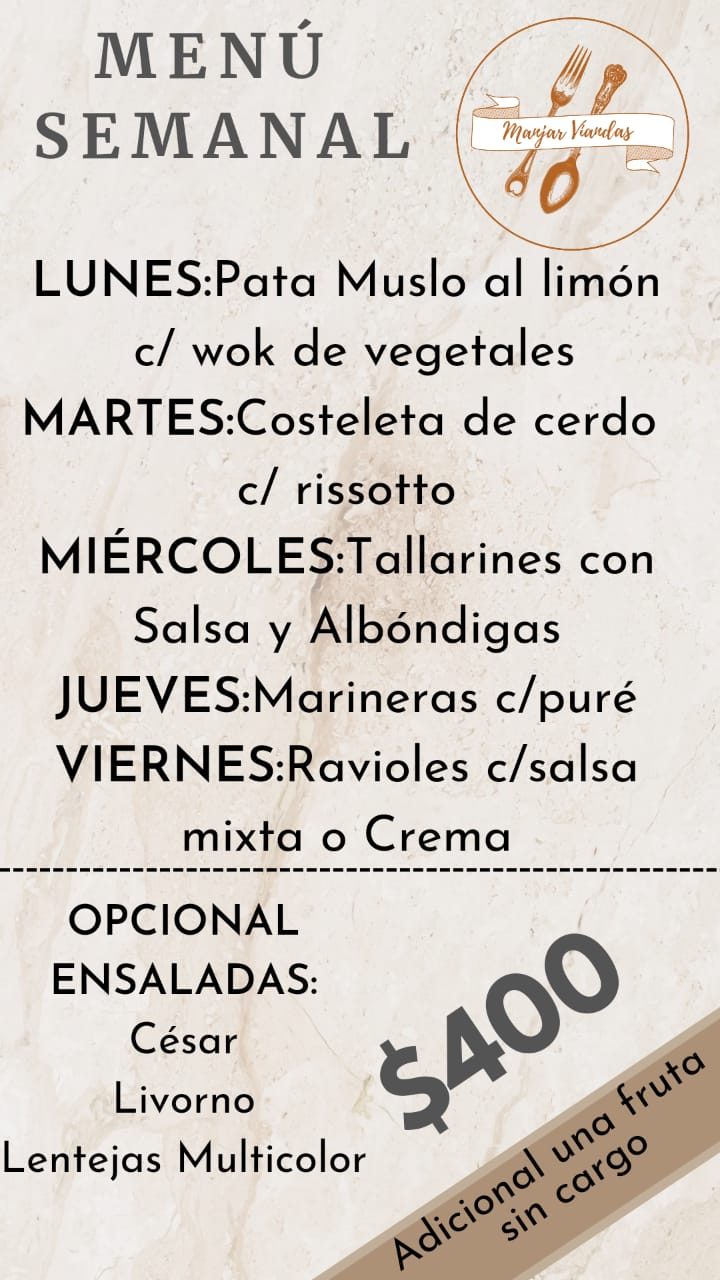 MENÚ
SEMANAL
Manjar Viandas
LUNES:Pata Muslo al limón
c/ wok de vegetales
MARTES:Costeleta de cerdo
c/ rissotto
MIÉRCOLES:Tallarines con
Salsa y Albóndigas
JUEVES:Marineras c/puré
VIERNES:Ravioles c/salsa
mixta o Crema
OPCIONAL
ENSALADAS:
César
Livorno
Lentejas Multicolor
$400
Adicional una fruta
sin cargo